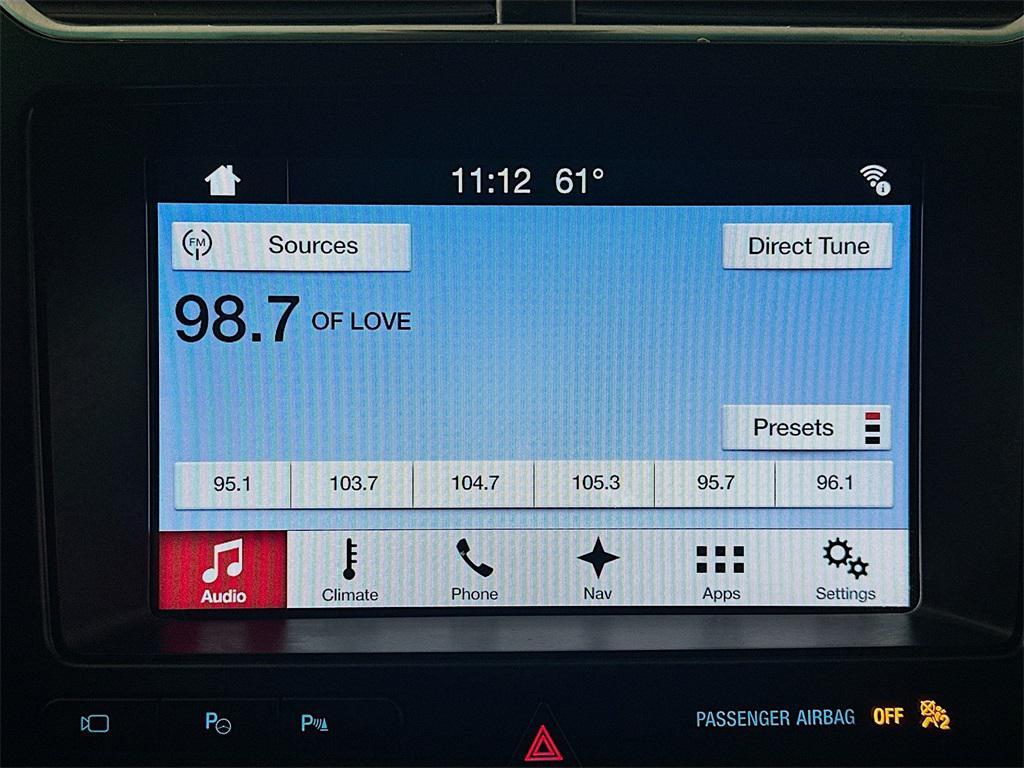 11:12 61°
FM Sources
Direct Tune
98.7 OF LOVE
Presets
95.1 103.7 104.7 105.3 95.7 96.1
Audio Climate Phone Nav Apps Settings
P P
PASSENGER AIRBAG OFF 2